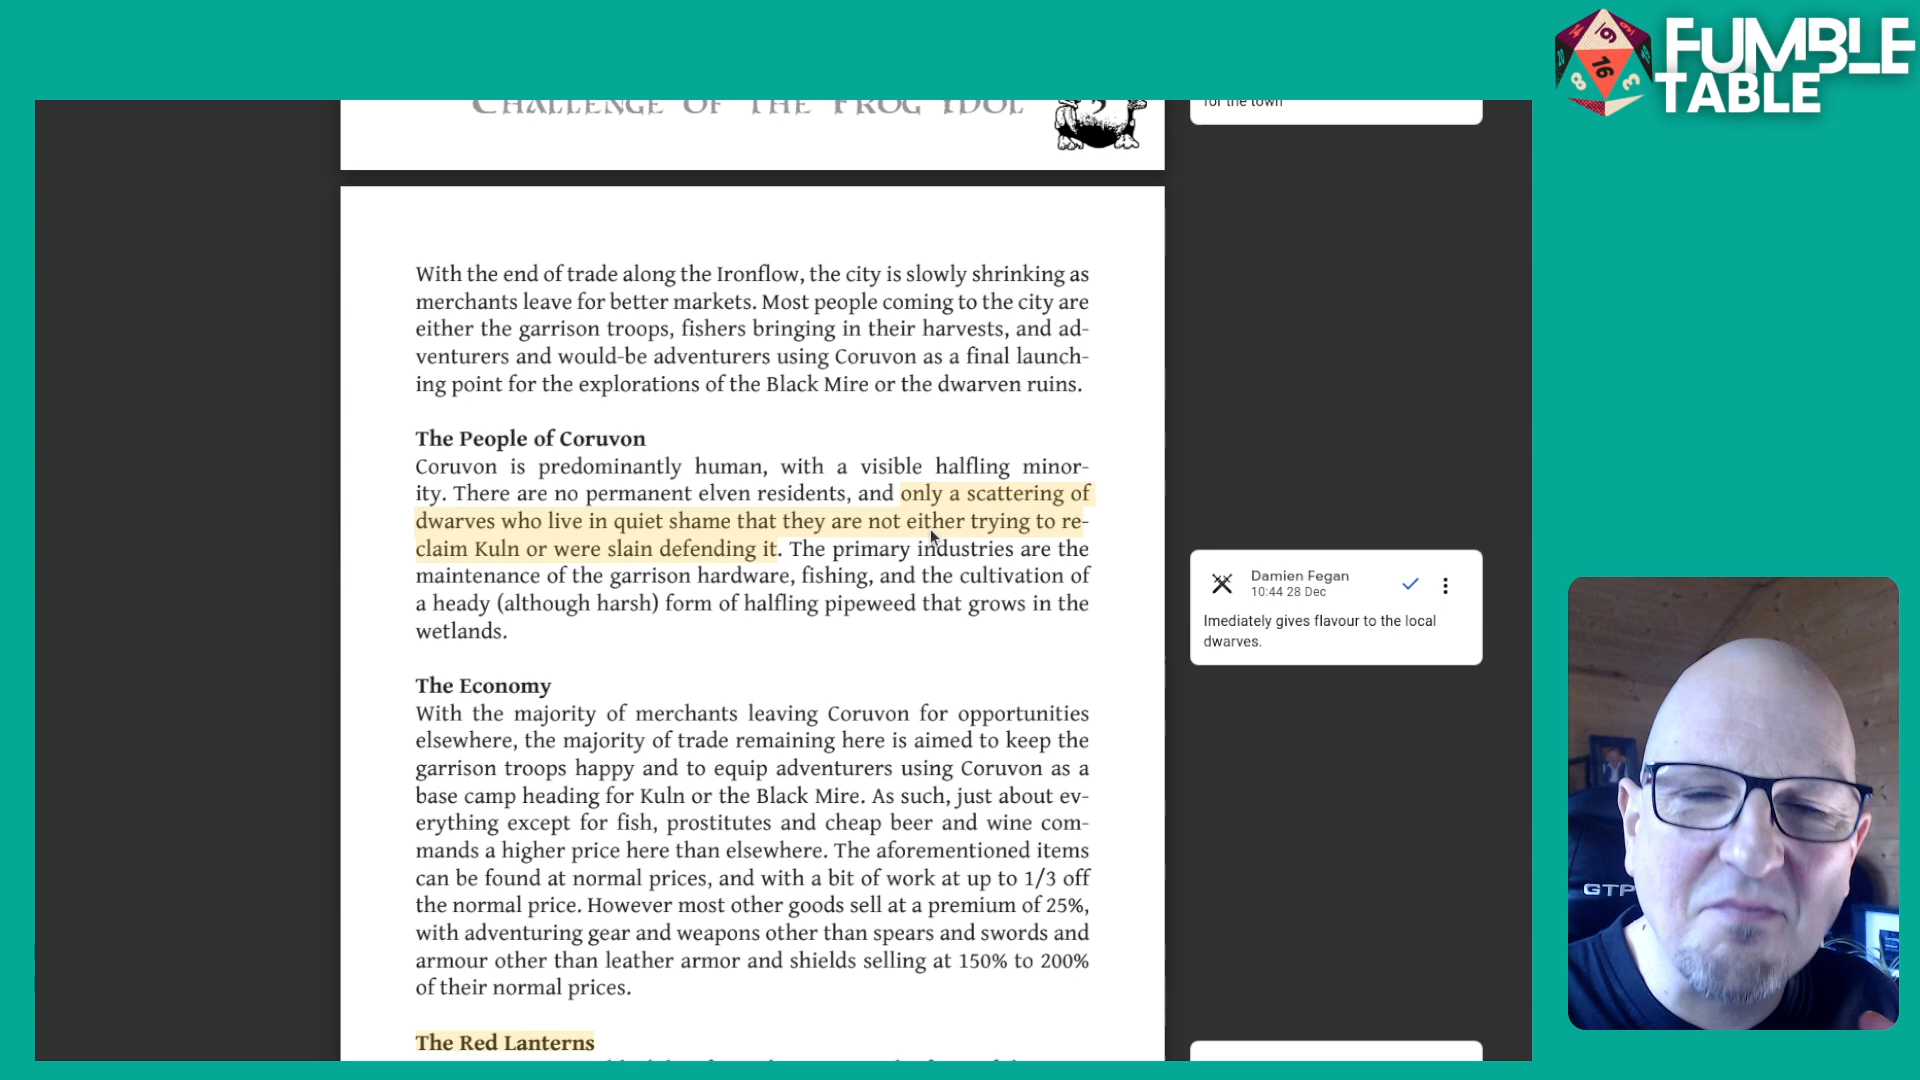 FUMBLE
TABLE
CHALLENGE OF THE FROG IDOL
for the town
With the end of trade along the Ironflow, the city is slowly shrinking as
merchants leave for better markets. Most people coming to the city are
either the garrison troops, fishers bringing in their harvests, and ad-
venturers and would-be adventurers using Coruvon as a final launch-
ing point for the explorations of the Black Mire or the dwarven ruins.
The People of Coruvon
Coruvon is predominantly human, with a visible halfling minor-
ity. There are no permanent elven residents, and only a scattering of
dwarves who live in quiet shame that they are not either trying to re-
claim Kuln or were slain defending it. The primary industries are the
maintenance of the garrison hardware, fishing, and the cultivation of
a heady (although harsh) form of halfling pipeweed that grows in the
wetlands.
Damien Fegan
10:44 28 Dec
Imediately gives flavour to the local
dwarves.
The Economy
With the majority of merchants leaving Coruvon for opportunities
elsewhere, the majority of trade remaining here is aimed to keep the
garrison troops happy and to equip adventurers using Coruvon as a
base camp heading for Kuln or the Black Mire. As such, just about ev-
erything except for fish, prostitutes and cheap beer and wine com-
mands a higher price here than elsewhere. The aforementioned items
can be found at normal prices, and with a bit of work at up to 1/3 off
the normal price. However most other goods sell at a premium of 25%,
with adventuring gear and weapons other than spears and swords and
armour other than leather armor and shields selling at 150% to 200%
of their normal prices.
The Red Lanterns
16
8
GTP